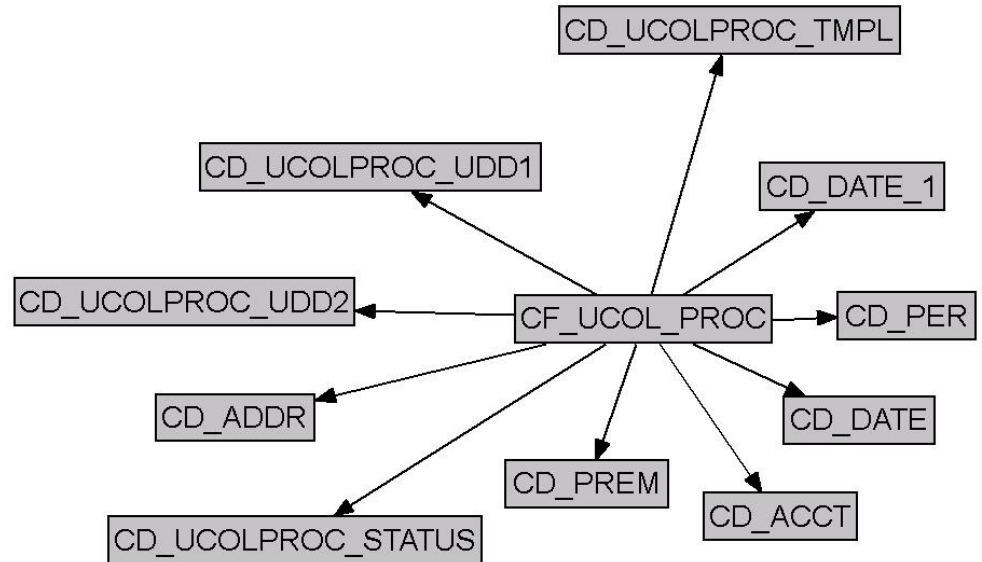 CD_UCOLPROC_TMPL
CD_UCOLPROC_UDD1
CD_DATE_1
CD_UCOLPROC_UDD2
CF_UCOL_PROC
CD_PER
CD_ADDR
CD_DATE
CD_PREM
CD_ACCT
CD_UCOLPROC_STATUS